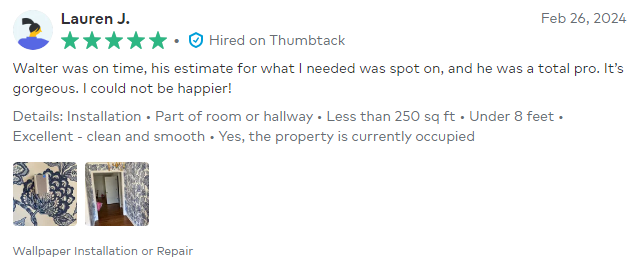 Lauren J.
Feb 26, 2024
• Hired on Thumbtack
Walter was on time, his estimate for what I needed was spot on, and he was a total pro. It’s
gorgeous. I could not be happier!
Details: Installation • Part of room or hallway • Less than 250 sq ft • Under 8 feet •
Excellent - clean and smooth • Yes, the property is currently occupied
Wallpaper Installation or Repair